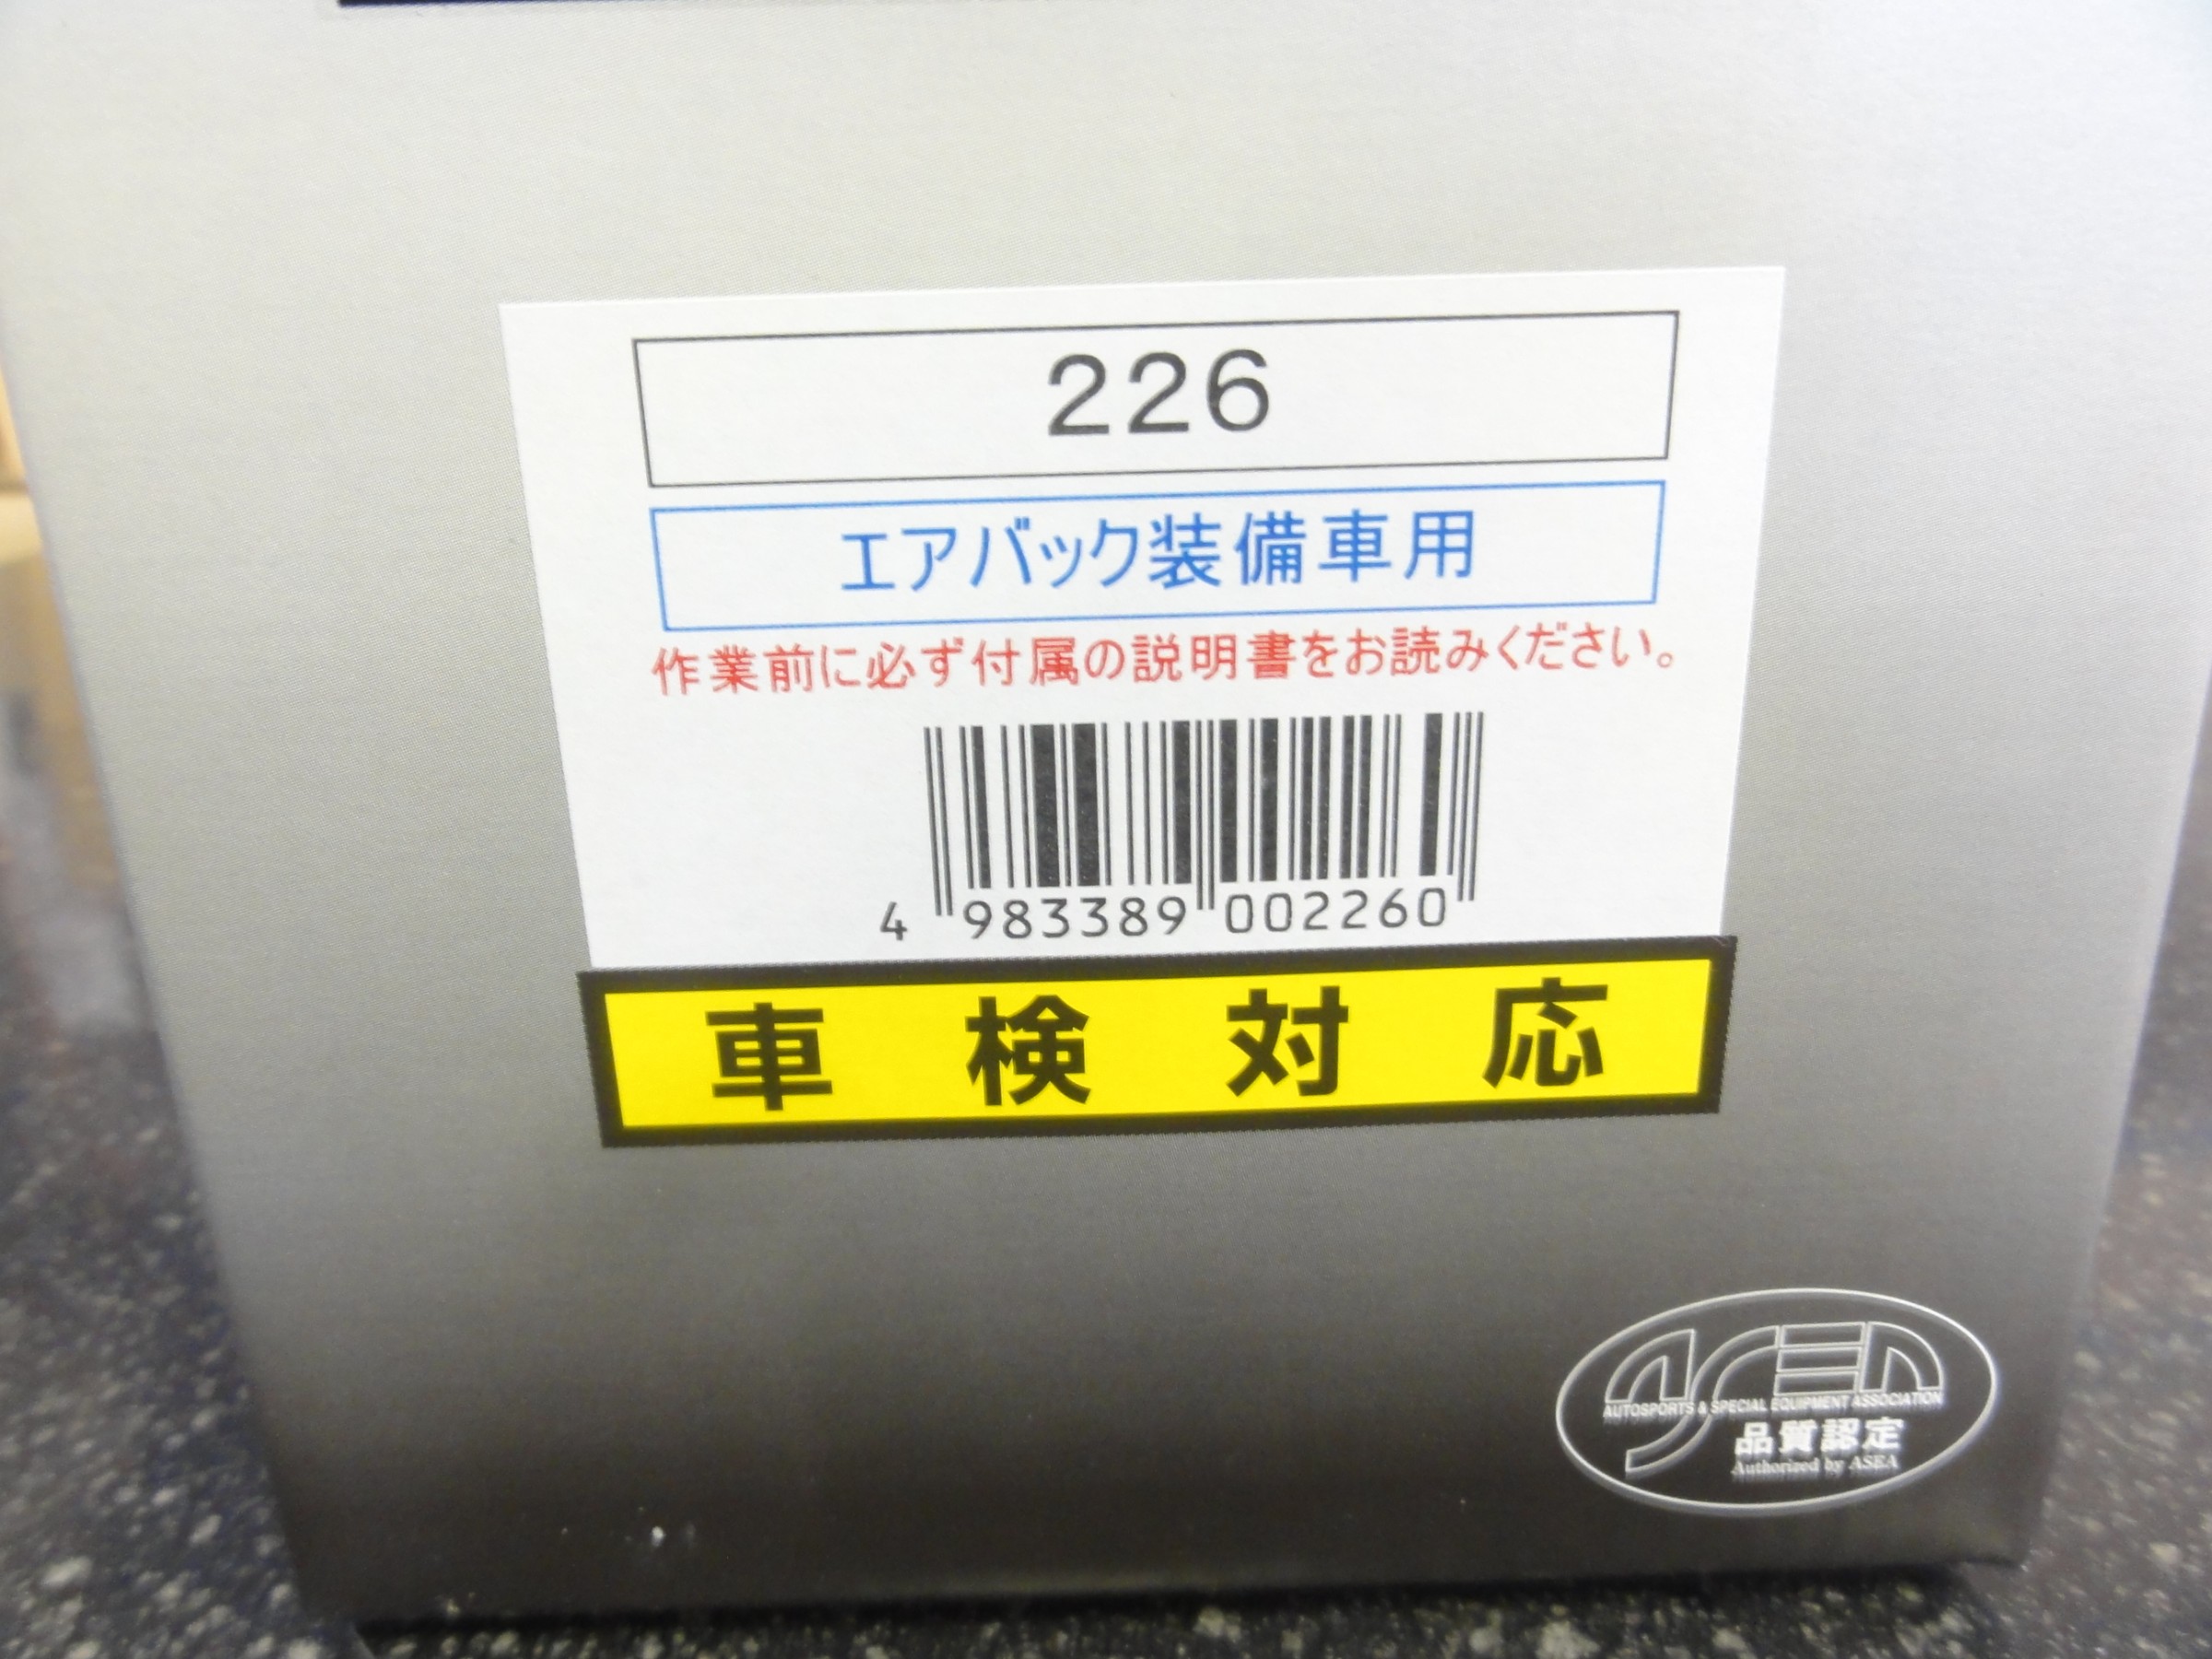 226
エアバック装備車用
作業前に必ず付属の説明書をお読みください。
4 983389 002260
車検対応
ASEA
AUTOSPORTS & SPECIAL EQUIPMENT ASSOCIATION
品質認定
Authorized by ASEA